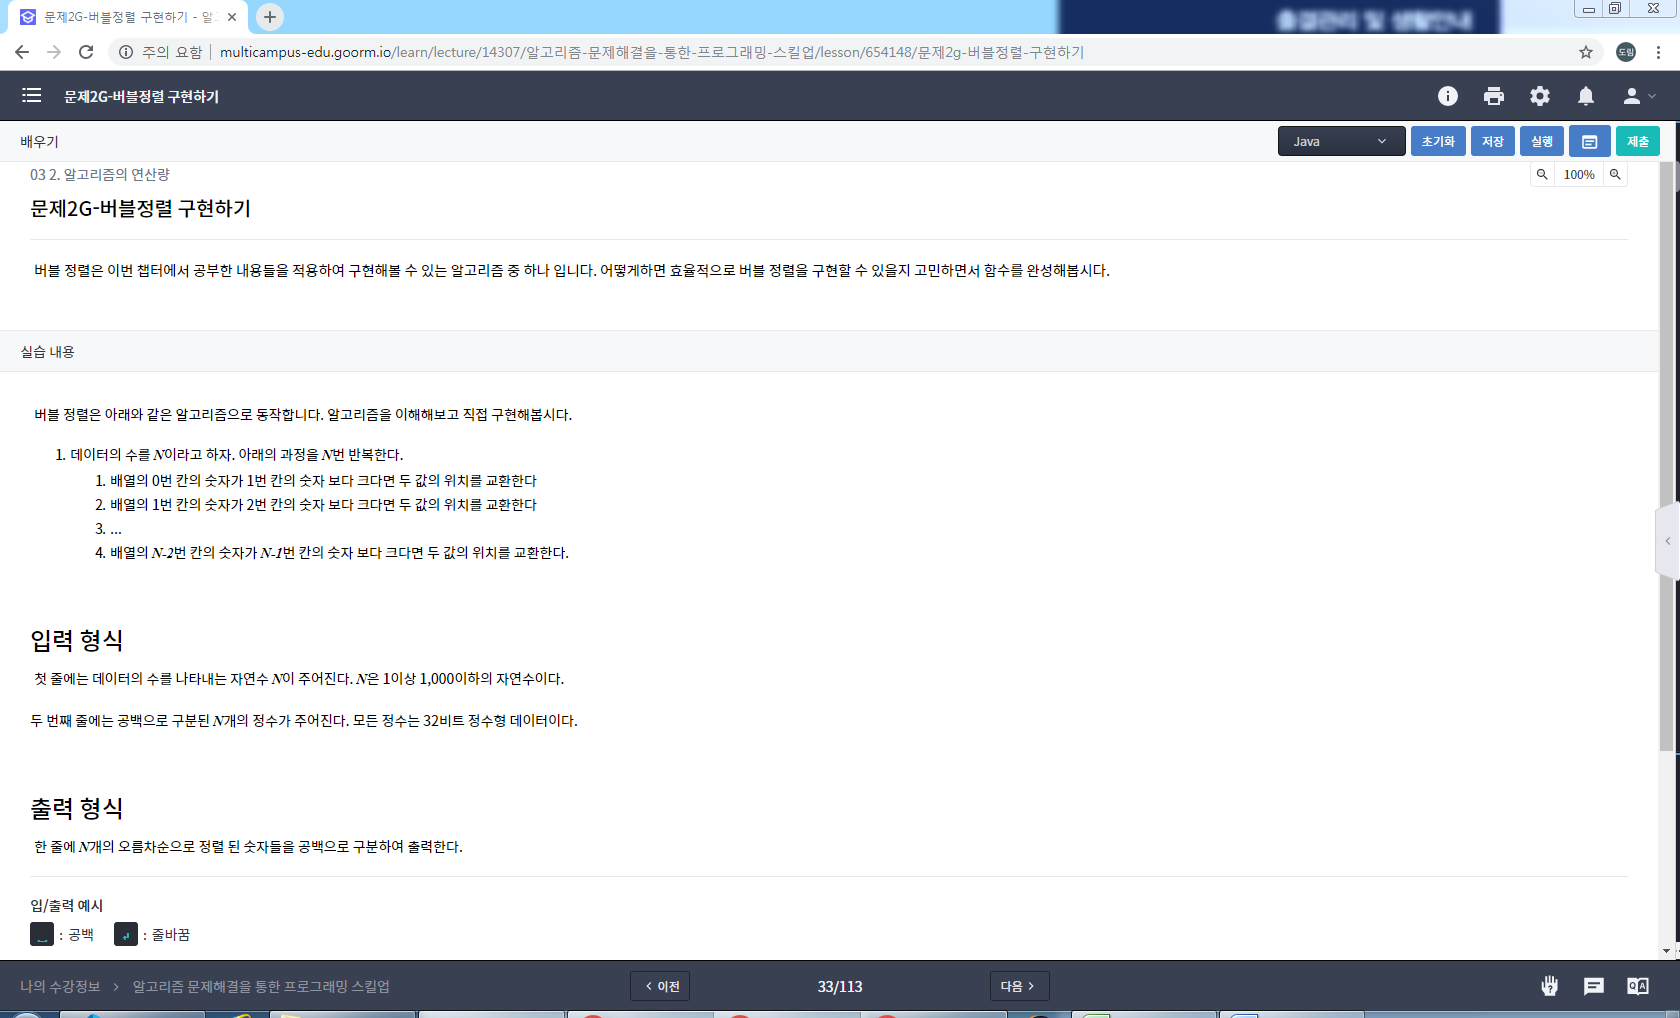 문제2G-버블정렬 구현하기 - 알
출결관리 및 생활안내
주의 요함 | multicampus-edu.goorm.io/learn/lecture/14307/알고리즘-문제해결을-통한-프로그래밍-스킬업/lesson/654148/문제2g-버블정렬-구현하기
도림
문제2G-버블정렬 구현하기
배우기
Java
초기화
저장
실행
제출
03 2. 알고리즘의 연산량
100%
문제2G-버블정렬 구현하기
버블 정렬은 이번 챕터에서 공부한 내용들을 적용하여 구현해볼 수 있는 알고리즘 중 하나 입니다. 어떻게하면 효율적으로 버블 정렬을 구현할 수 있을지 고민하면서 함수를 완성해봅시다.
실습 내용
버블 정렬은 아래와 같은 알고리즘으로 동작합니다. 알고리즘을 이해해보고 직접 구현해봅시다.
1. 데이터의 수를 N이라고 하자. 아래의 과정을 N번 반복한다.
1. 배열의 0번 칸의 숫자가 1번 칸의 숫자 보다 크다면 두 값의 위치를 교환한다
2. 배열의 1번 칸의 숫자가 2번 칸의 숫자 보다 크다면 두 값의 위치를 교환한다
3. ...
4. 배열의 N-2번 칸의 숫자가 N-1번 칸의 숫자 보다 크다면 두 값의 위치를 교환한다.
입력 형식
첫 줄에는 데이터의 수를 나타내는 자연수 N이 주어진다. N은 1이상 1,000이하의 자연수이다.
두 번째 줄에는 공백으로 구분된 N개의 정수가 주어진다. 모든 정수는 32비트 정수형 데이터이다.
출력 형식
한 줄에 N개의 오름차순으로 정렬 된 숫자들을 공백으로 구분하여 출력한다.
입/출력 예시
: 공백 : 줄바꿈
나의 수강정보 > 알고리즘 문제해결을 통한 프로그래밍 스킬업
< 이전
33/113
다음 >
Q A